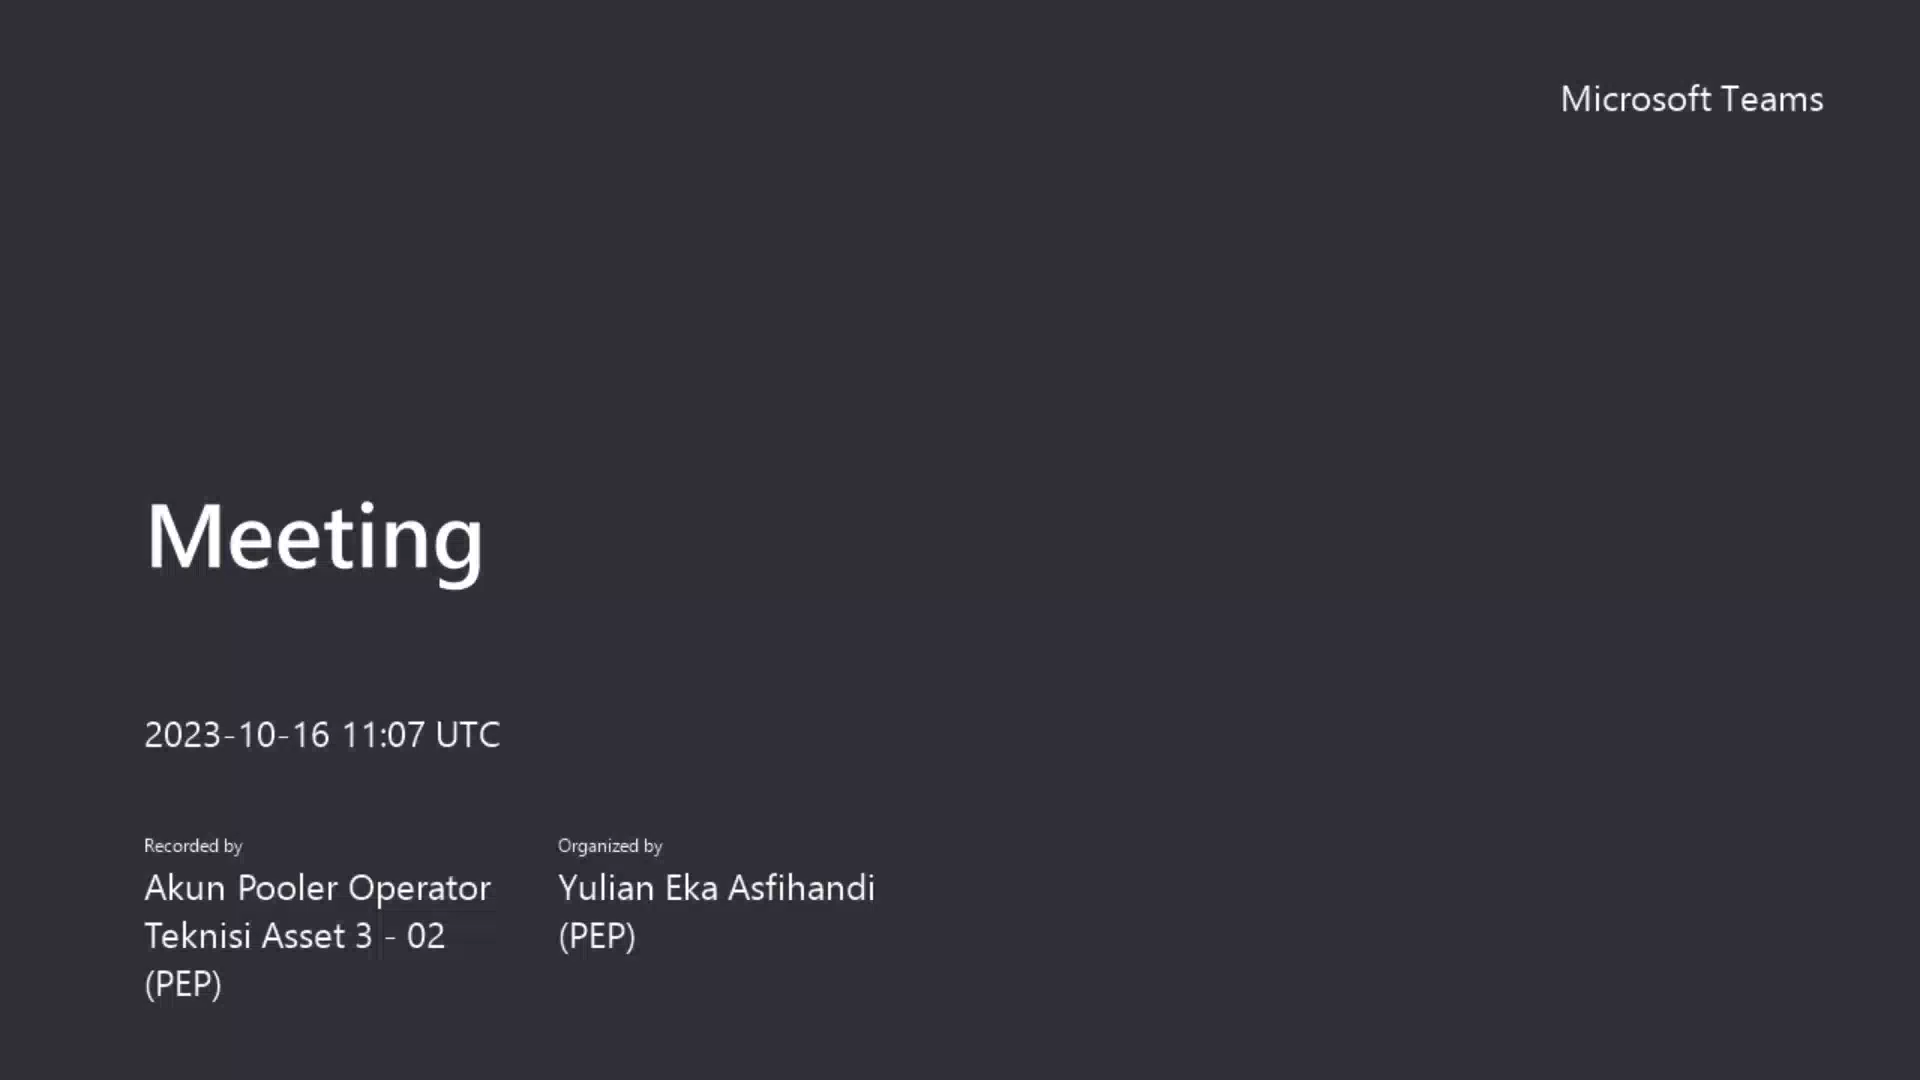 Microsoft Teams
Meeting
2023-10-16 11:07 UTC
Recorded by
Akun Pooler Operator
Teknisi Asset 3 - 02
(PEP)
Organized by
Yulian Eka Asfihandi
(PEP)